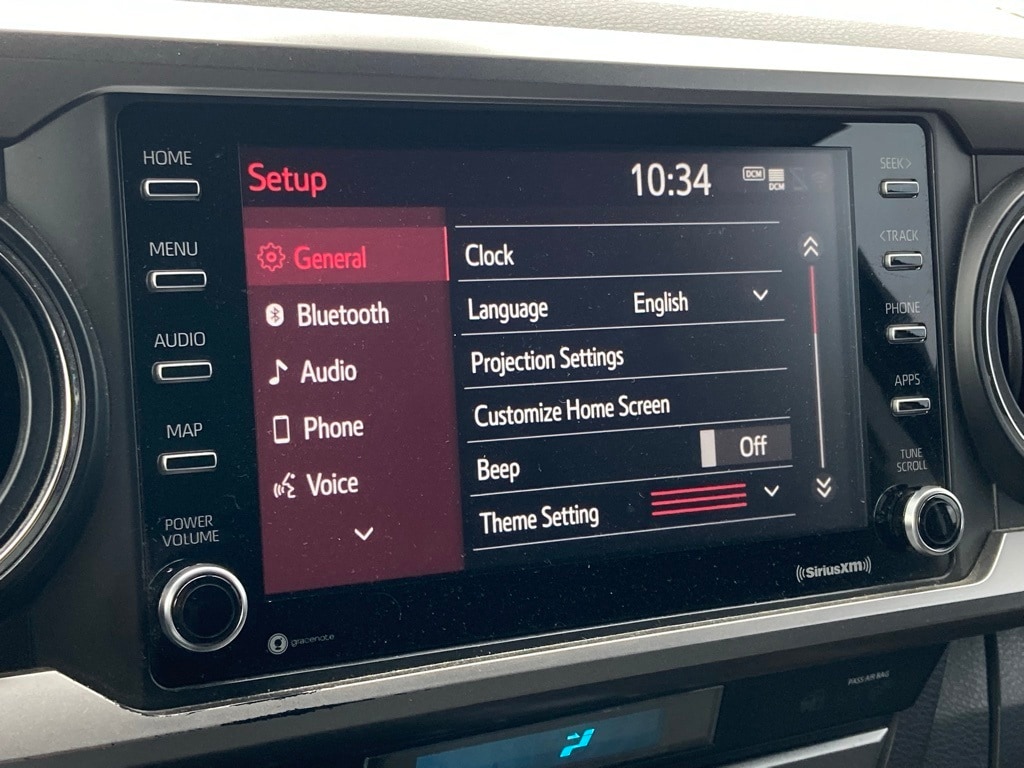 HOME
MENU
AUDIO
MAP
POWER
VOLUME
Setup
10:34
DCM
DCM
General
Bluetooth
Audio
Phone
Voice
Clock
Language English
Projection Settings
Customize Home Screen
Beep Off
Theme Setting
SEEK>
<TRACK
PHONE
APPS
TUNE
SCROLL
gracenote
((SiriusXM))
PASS AIR BAG